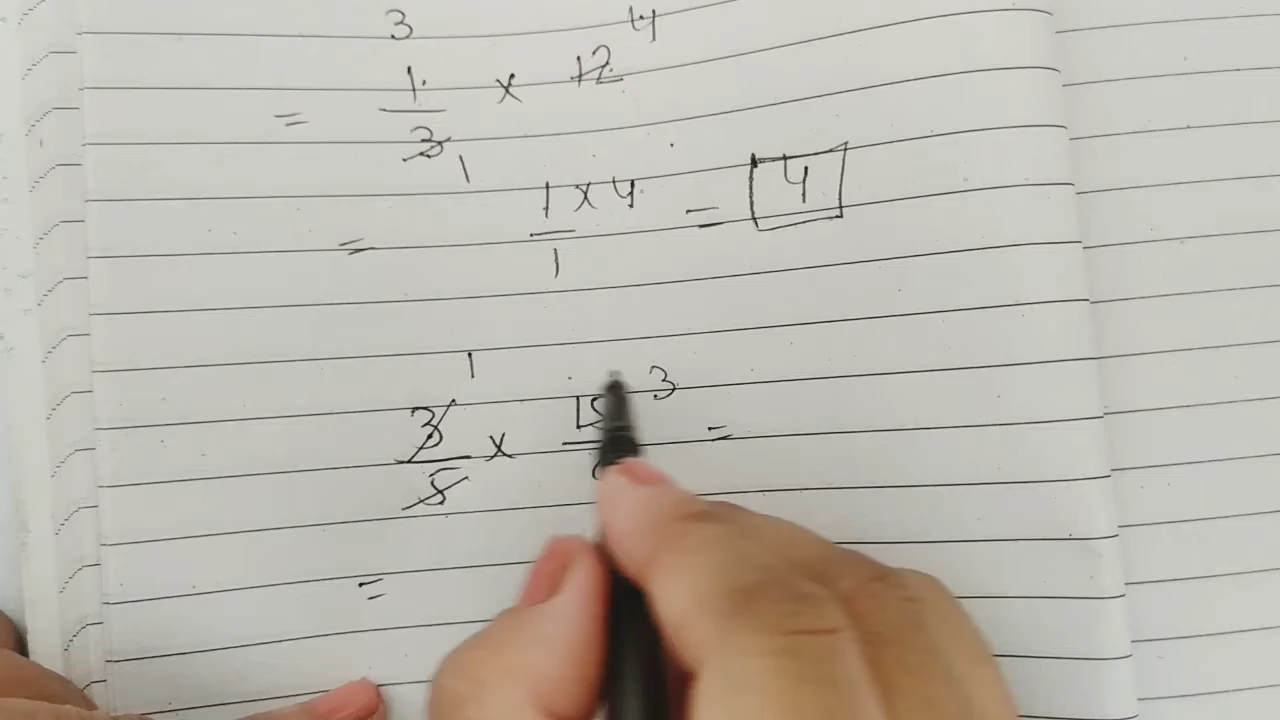 3 4
= 1/3 × 12
1
= 1 × 4 / 1 = 4
1 3
3/5 × 15/ =
=